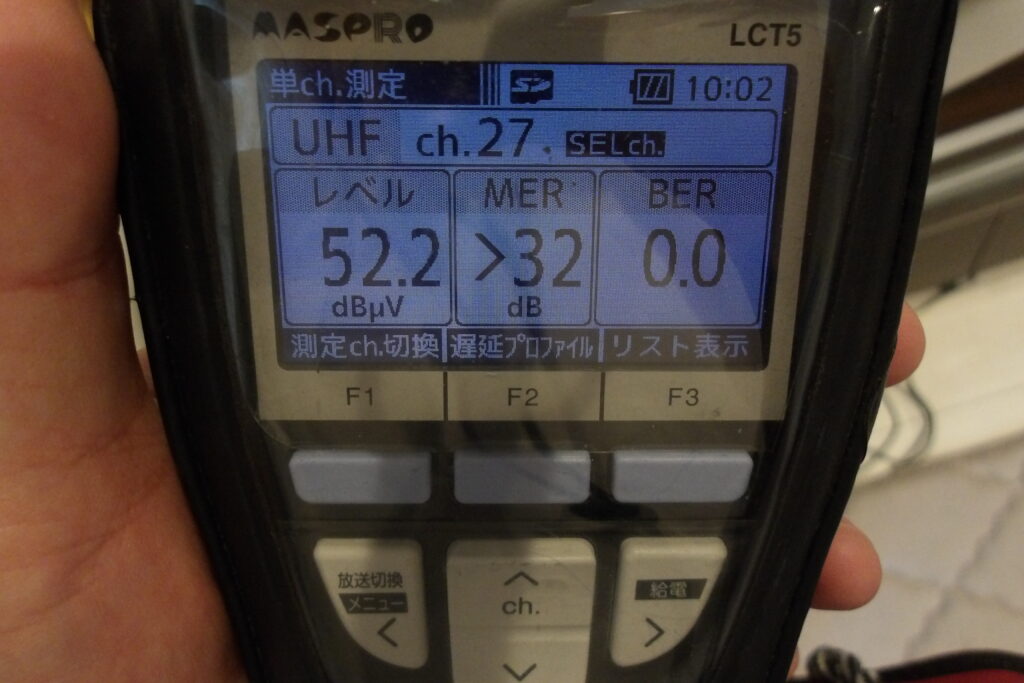 MASPRO
LCT5
単ch.測定 SD 10:02
UHF ch.27 SELch.
レベル MER BER
52.2 >32 0.0
dBμV dB
測定ch.切換 遅延プロファイル リスト表示
F1 F2 F3
放送切換
メニュー
<
^
ch.
給電
>